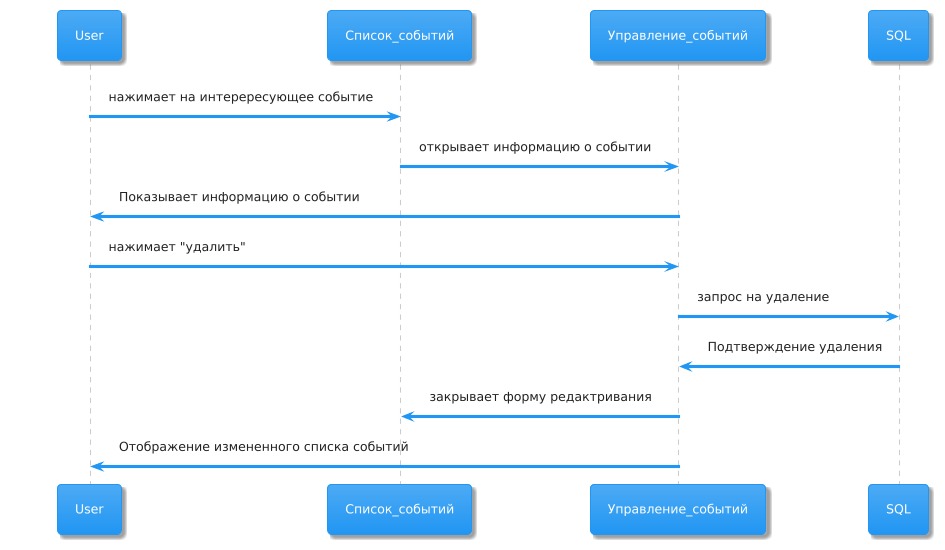 User
Список_событий
Управление_событий
SQL
нажимает на интерересующее событие
открывает информацию о событии
Показывает информацию о событии
нажимает "удалить"
запрос на удаление
Подтверждение удаления
закрывает форму редактривания
Отображение измененного списка событий
User
Список_событий
Управление_событий
SQL